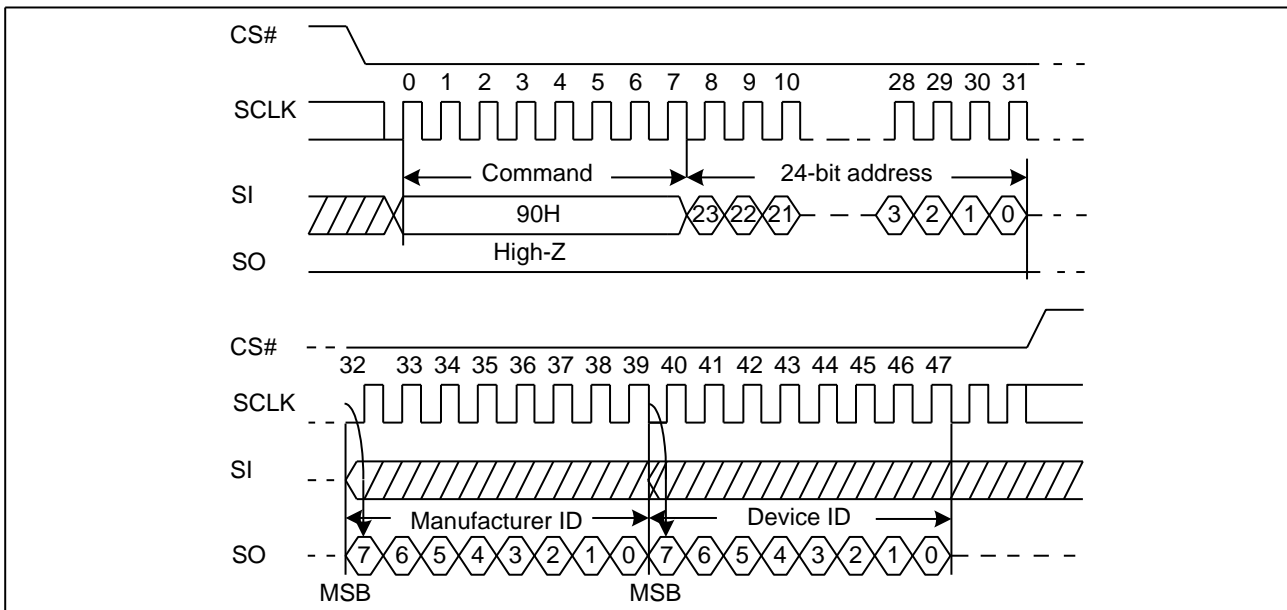 CS#
0 1 2 3 4 5 6 7 8 9 10 28 29 30 31
SCLK
Command 24-bit address
SI
90H 23 22 21 3 2 1 0
High-Z
SO
CS#
32 33 34 35 36 37 38 39 40 41 42 43 44 45 46 47
SCLK
SI
Manufacturer ID Device ID
SO 7 6 5 4 3 2 1 0 7 6 5 4 3 2 1 0
MSB MSB